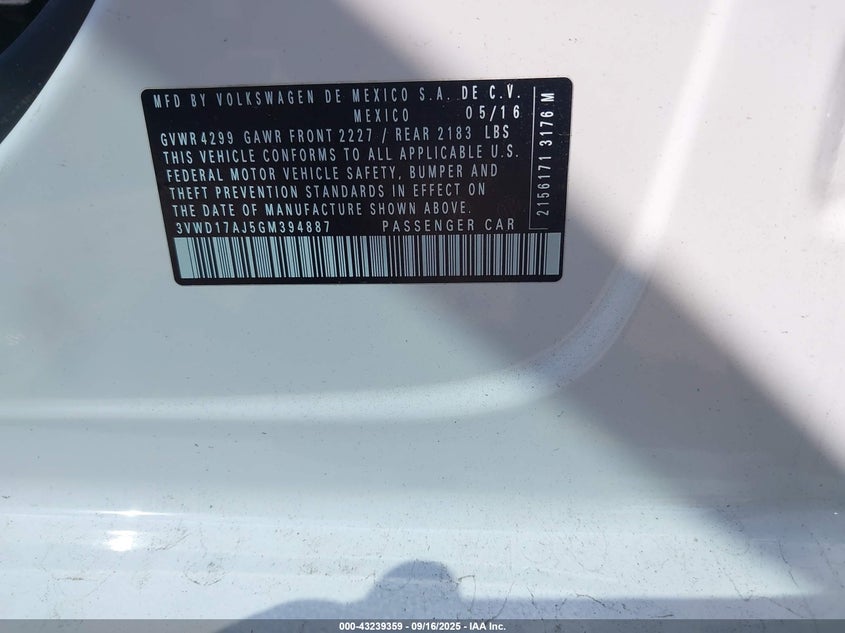 MFD BY VOLKSWAGEN DE MEXICO S.A. DE C.V.
MEXICO 05/16
GVWR 4299 GAWR FRONT 2227 / REAR 2183 LBS
THIS VEHICLE CONFORMS TO ALL APPLICABLE U.S.
FEDERAL MOTOR VEHICLE SAFETY, BUMPER AND
THEFT PREVENTION STANDARDS IN EFFECT ON
THE DATE OF MANUFACTURE SHOWN ABOVE.
3VWD17AJ5GM394887 PASSENGER CAR
2156171 3176 M
000-43239359 - 09/16/2025 - IAA Inc.